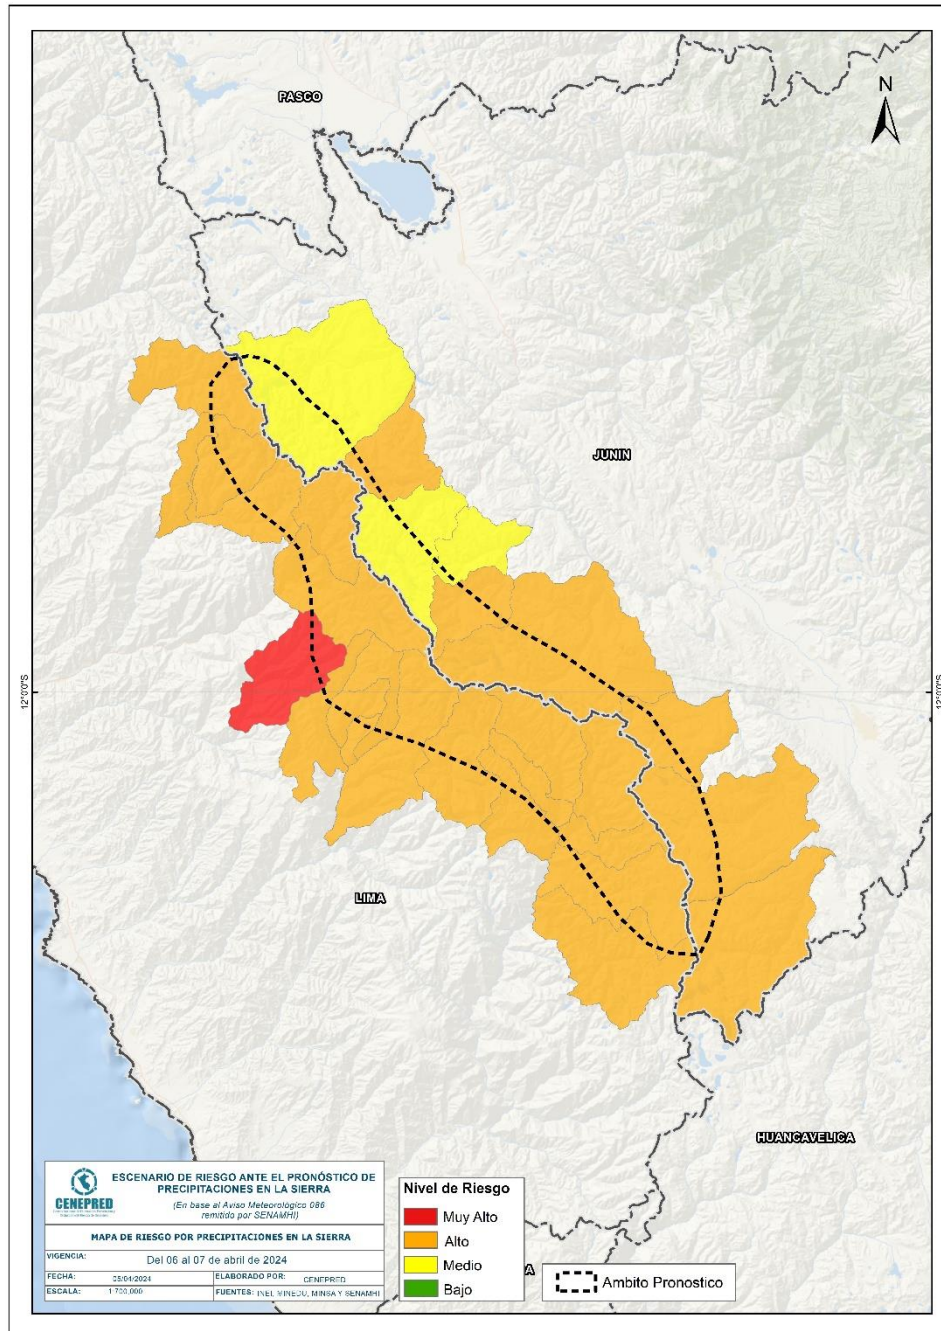 PASCO
N
JUNIN
12°0'0"S
12°0'0"S
LIMA
HUANCAVELICA
CENEPRED
ESCENARIO DE RIESGO ANTE EL PRONÓSTICO DE
PRECIPITACIONES EN LA SIERRA
(En base al Aviso Meteorológico 086
remitido por SENAMHI)
MAPA DE RIESGO POR PRECIPITACIONES EN LA SIERRA
VIGENCIA:
Del 06 al 07 de abril de 2024
FECHA:
05/04/2024
ELABORADO POR:
CENEPRED
ESCALA:
1:700,000
FUENTES: INEI, MINEDU, MINSA Y SENAMHI
Nivel de Riesgo
Muy Alto
Alto
Medio
Bajo
A
Ambito Pronostico